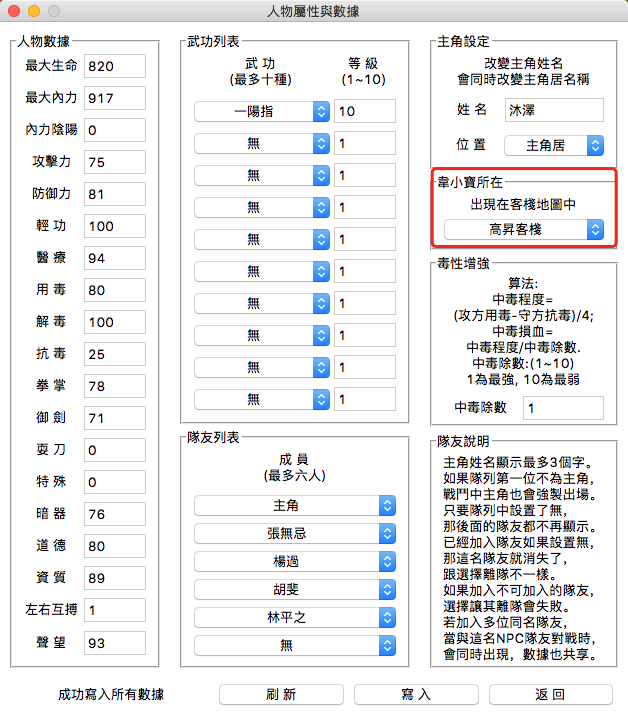 人物屬性與數據
人物數據
最大生命 820
最大內力 917
內力陰陽 0
攻擊力 75
防御力 81
輕 功 100
醫 療 94
用 毒 80
解 毒 100
抗 毒 25
拳 掌 78
御 劍 71
耍 刀 0
特 殊 0
暗 器 76
道 德 80
資 質 89
左右互搏 1
聲 望 93
武功列表
武 功 等 級
(最多十種) (1~10)
一陽指 10
無 1
無 1
無 1
無 1
無 1
無 1
無 1
無 1
無 1
隊友列表
成 員
(最多六人)
主角
張無忌
楊過
胡斐
林平之
無
主角設定
改變主角姓名
會同時改變主角居名稱
姓 名 沐澤
位 置 主角居
韋小寶所在
出現在客棧地圖中
高昇客棧
毒性增強
算法:
中毒程度=
(攻方用毒-守方抗毒)/4;
中毒損血=
中毒程度/中毒除數.
中毒除數:(1~10)
1為最強, 10為最弱
中毒除數 1
隊友說明
主角姓名顯示最多3個字。
如果隊列第一位不為主角，
戰鬥中主角也會強製出場。
只要隊列中設置了無，
那後面的隊友都不再顯示。
已經加入隊友如果設置無，
那這名隊友就消失了，
跟選擇離隊不一樣。
如果加入不可加入的隊友，
選擇讓其離隊會失敗。
若加入多位同名隊友，
當與這名NPC隊友對戰時，
會同時出現，數據也共享。
成功寫入所有數據 刷 新 寫 入 返 回